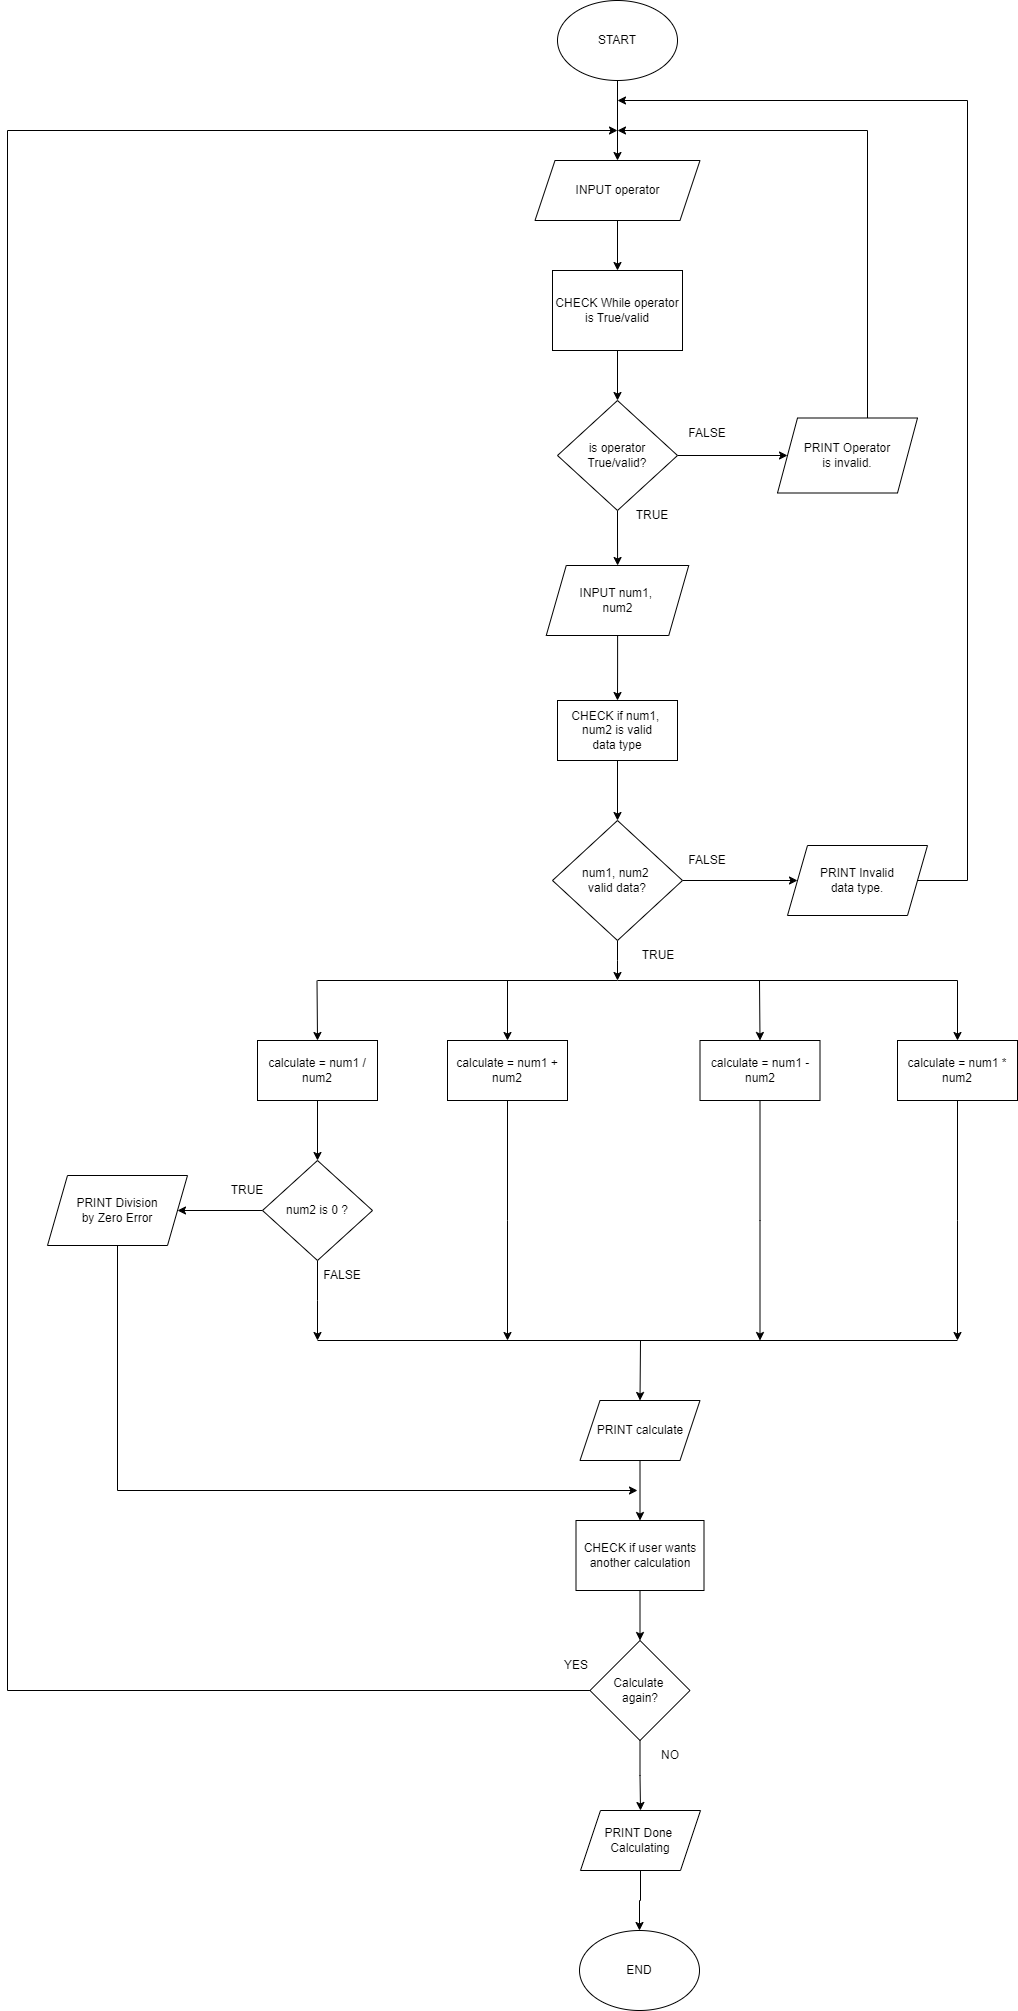 START
INPUT operator
CHECK While operator
is True/valid
is operator
True/valid?
FALSE
PRINT Operator
is invalid.
TRUE
INPUT num1,
num2
CHECK if num1,
num2 is valid
data type
num1, num2
valid data?
FALSE
PRINT Invalid
data type.
TRUE
calculate = num1 /
num2
calculate = num1 +
num2
calculate = num1 -
num2
calculate = num1 *
num2
num2 is 0 ?
TRUE
PRINT Division
by Zero Error
FALSE
PRINT calculate
CHECK if user wants
another calculation
Calculate
again?
YES
NO
PRINT Done
Calculating
END